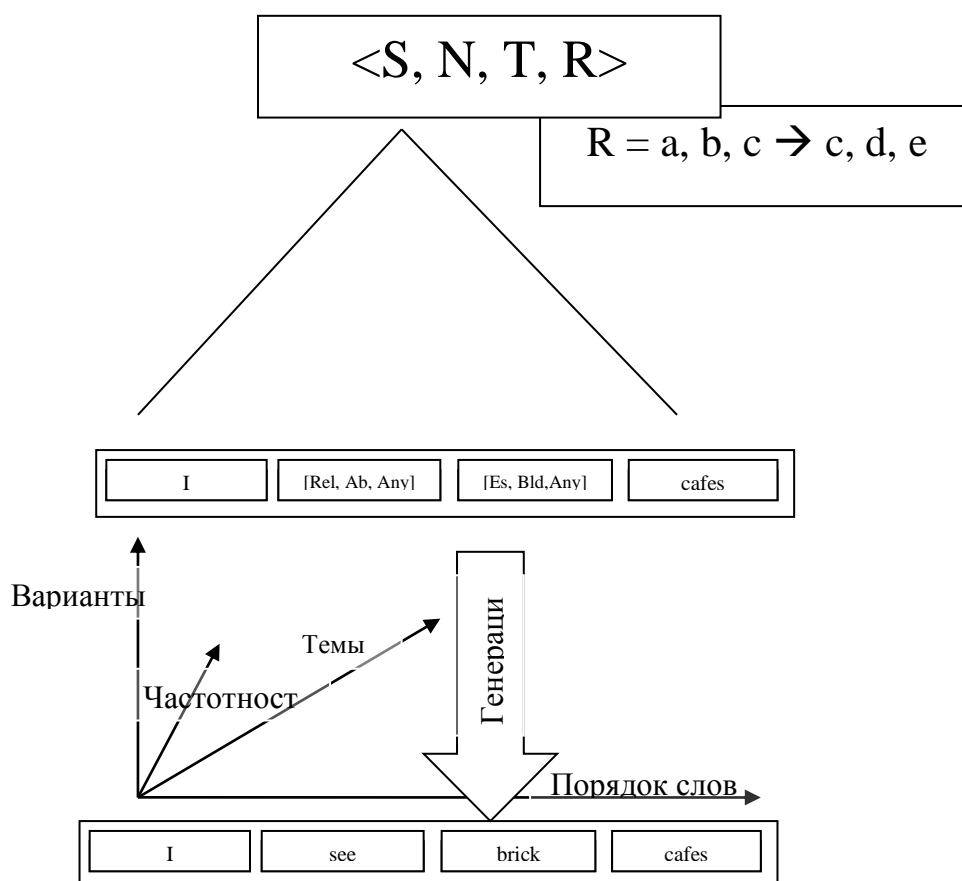 <S, N, T, R>
R = a, b, c → c, d, e
I [Rel, Ab, Any] [Es, Bld,Any] cafes
Варианты
Темы
Частотност
Генераци
Порядок слов
I see brick cafes